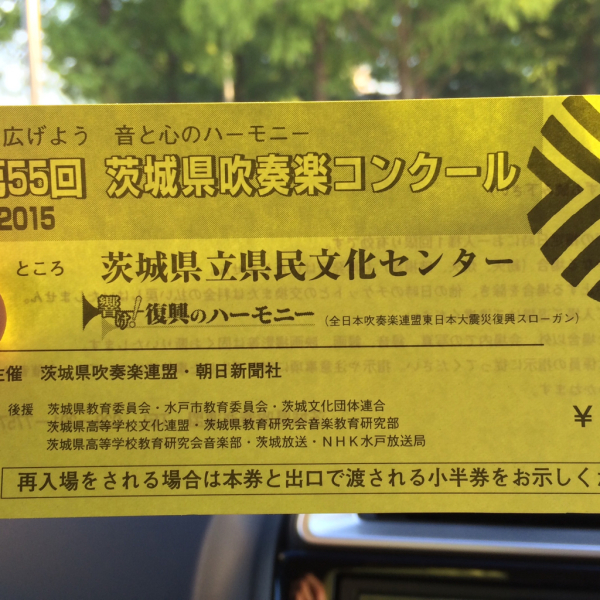 広げよう 音と心のハーモニー
第55回 茨城県吹奏楽コンクール
2015
ところ 茨城県立県民文化センター
響け!復興のハーモニー (全日本吹奏楽連盟東日本大震災復興スローガン)
主催 茨城県吹奏楽連盟・朝日新聞社
後援 茨城県教育委員会・水戸市教育委員会・茨城文化団体連合
茨城県高等学校文化連盟・茨城県教育研究会音楽教育研究部
茨城県高等学校教育研究会音楽部・茨城放送・NHK水戸放送局
¥
再入場をされる場合は本券と出口で渡される小半券をお示しく